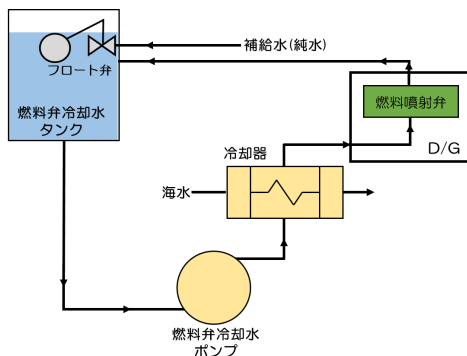 補給水(純水)
フロート弁
燃料弁冷却水
タンク
燃料噴射弁
D/G
冷却器
海水
燃料弁冷却水
ポンプ